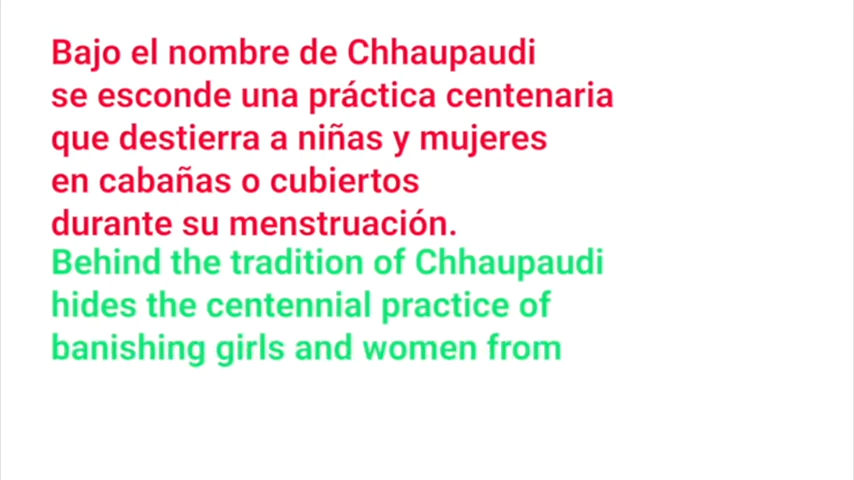 Bajo el nombre de Chhaupaudi
se esconde una práctica centenaria
que destierra a niñas y mujeres
en cabañas o cubiertos
durante su menstruación.
Behind the tradition of Chhaupaudi
hides the centennial practice of
banishing girls and women from